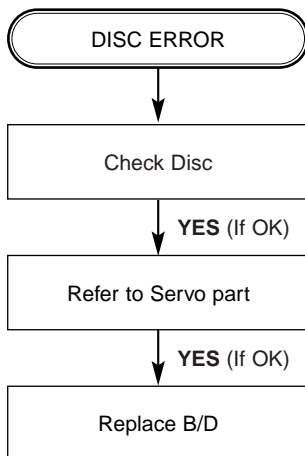 DISC ERROR
Check Disc
YES (If OK)
Refer to Servo part
YES (If OK)
Replace B/D